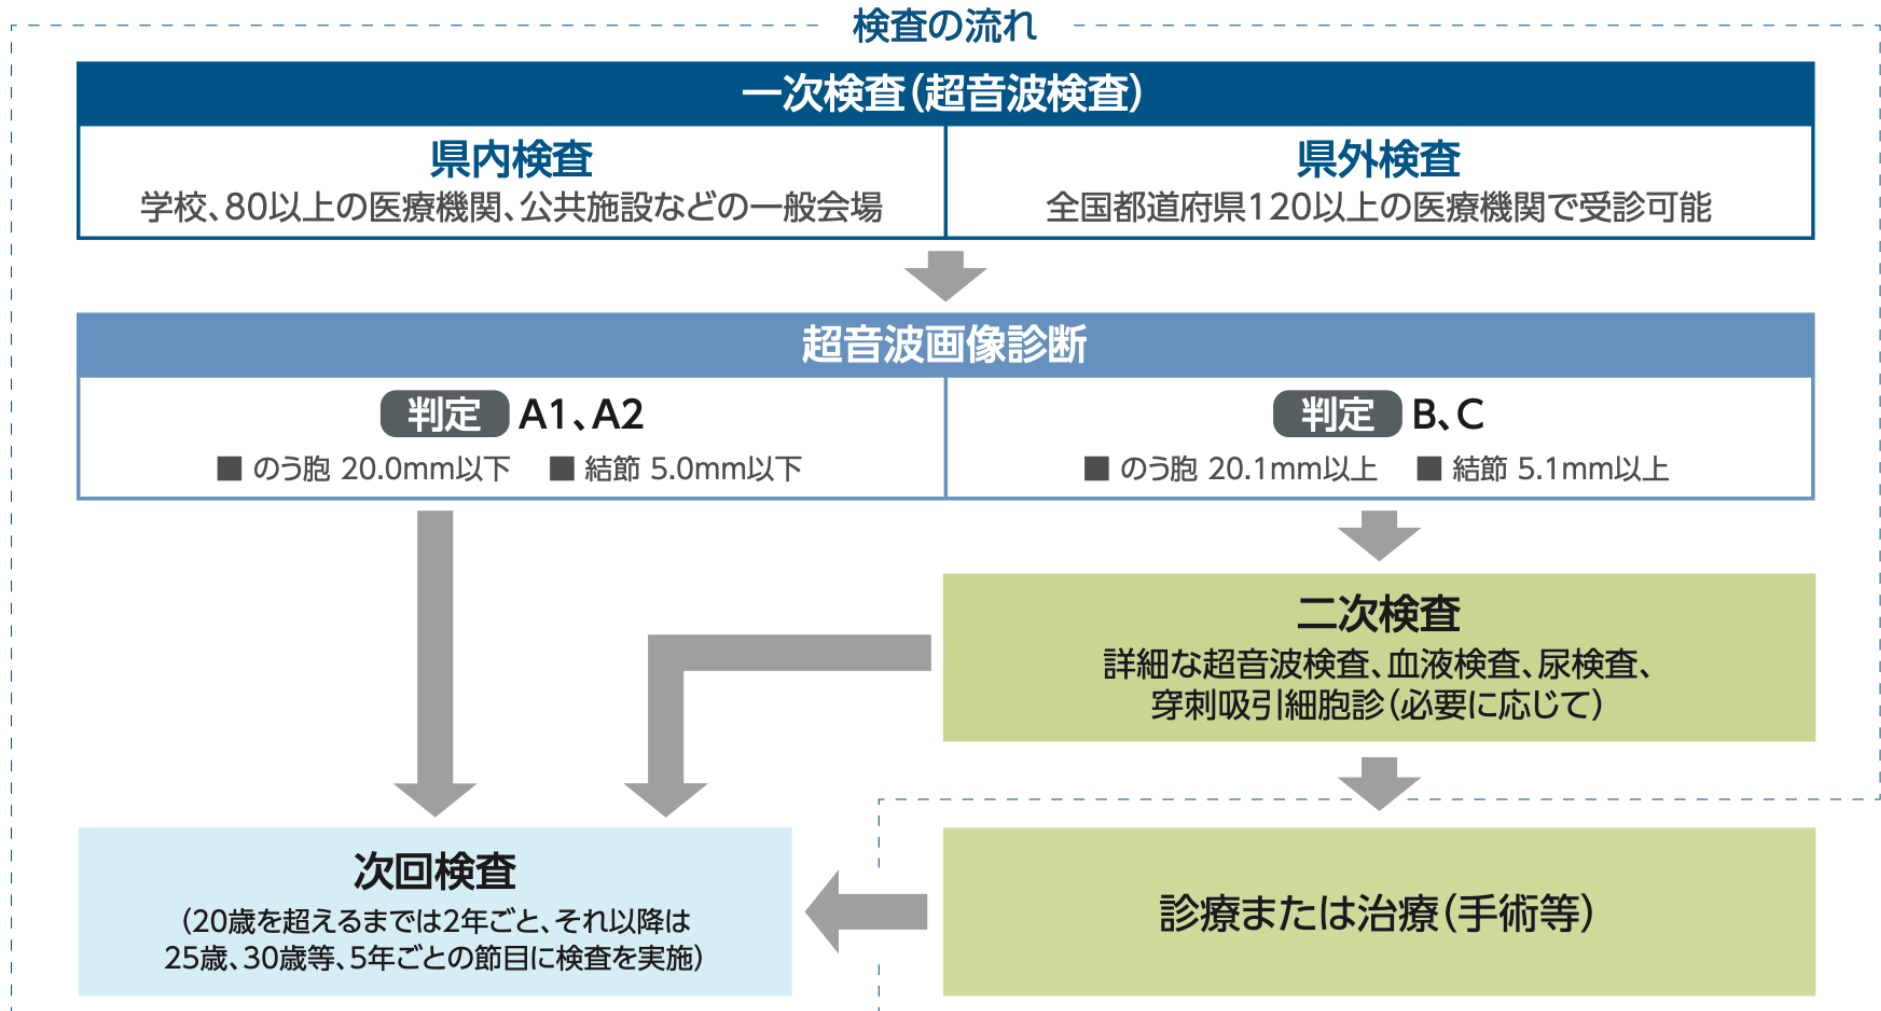 検査の流れ
一次検査（超音波検査）
県内検査
学校、80以上の医療機関、公共施設などの一般会場
県外検査
全国都道府県120以上の医療機関で受診可能
超音波画像診断
判定 A1、A2
■ のう胞 20.0mm以下 ■ 結節 5.0mm以下
判定 B、C
■ のう胞 20.1mm以上 ■ 結節 5.1mm以上
二次検査
詳細な超音波検査、血液検査、尿検査、
穿刺吸引細胞診（必要に応じて）
次回検査
（20歳を超えるまでは2年ごと、それ以降は
25歳、30歳等、5年ごとの節目に検査を実施）
診療または治療（手術等）